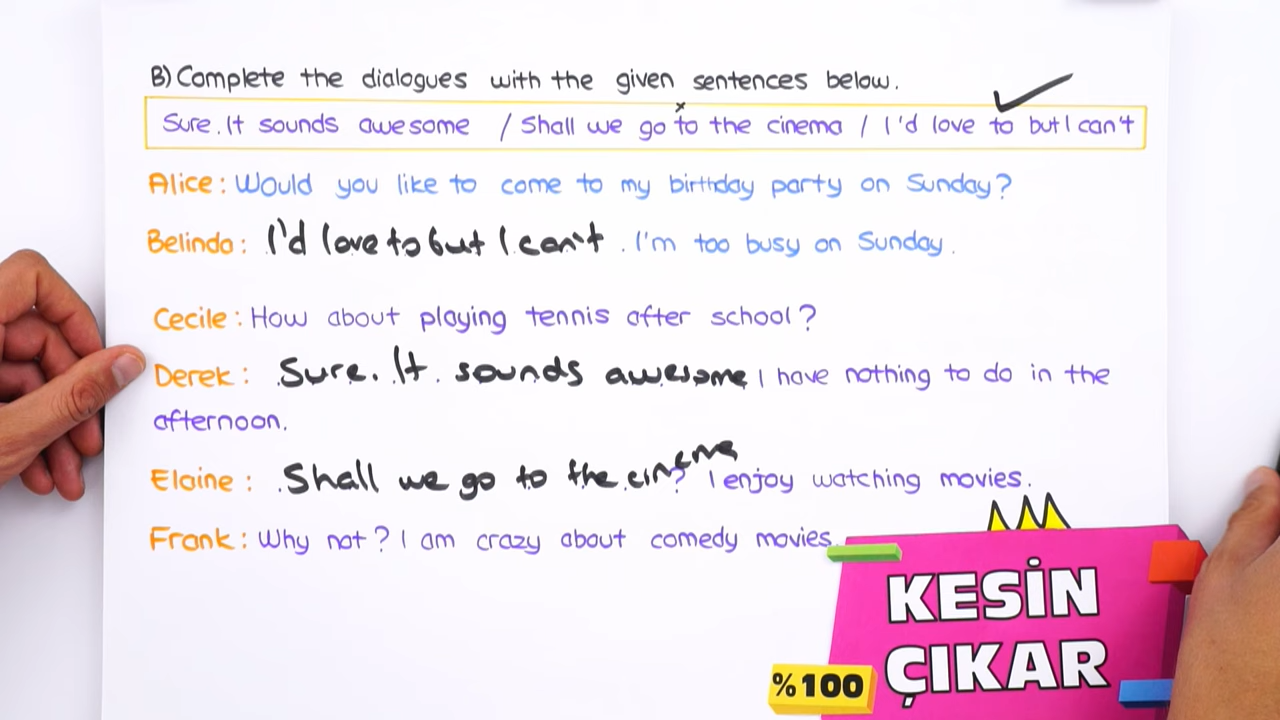 B) Complete the dialogues with the given sentences below.
Sure. It sounds awesome / Shall we go to the cinema / I'd love to but I can't
Alice: Would you like to come to my birthday party on Sunday?
Belinda: I'd love to but I can't. I'm too busy on Sunday.
Cecile: How about playing tennis after school?
Derek: Sure. It sounds awesome I have nothing to do in the
afternoon.
Elaine: Shall we go to the cinema? I enjoy watching movies.
Frank: Why not? I am crazy about comedy movies.
KESİN
ÇIKAR
%100